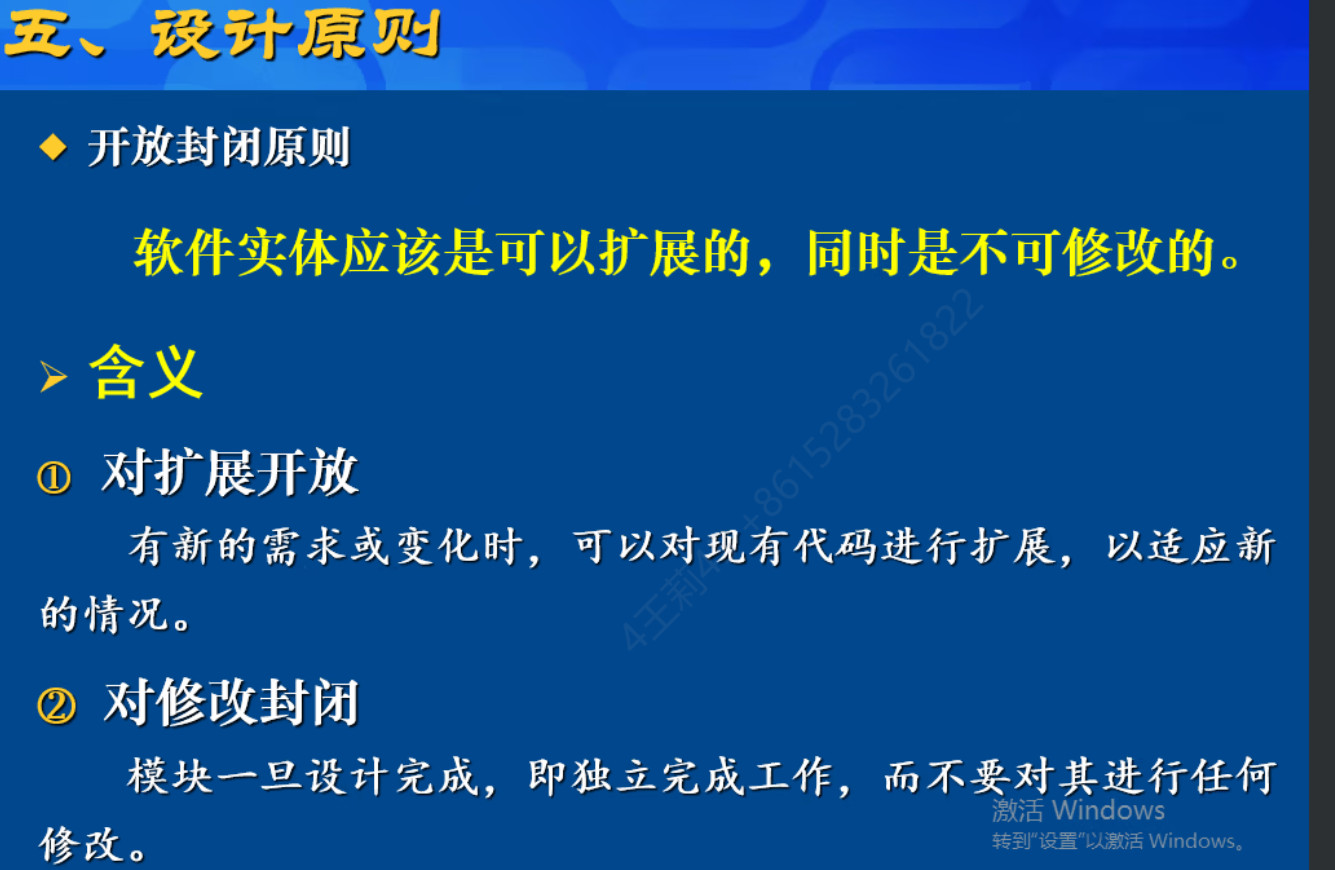 五、设计原则
开放封闭原则
软件实体应该是可以扩展的，同时是不可修改的。
含义
① 对扩展开放
有新的需求或变化时，可以对现有代码进行扩展，以适应新
的情况。
② 对修改封闭
模块一旦设计完成，即独立完成工作，而不要对其进行任何
修改。
激活 Windows
转到“设置”以激活 Windows。